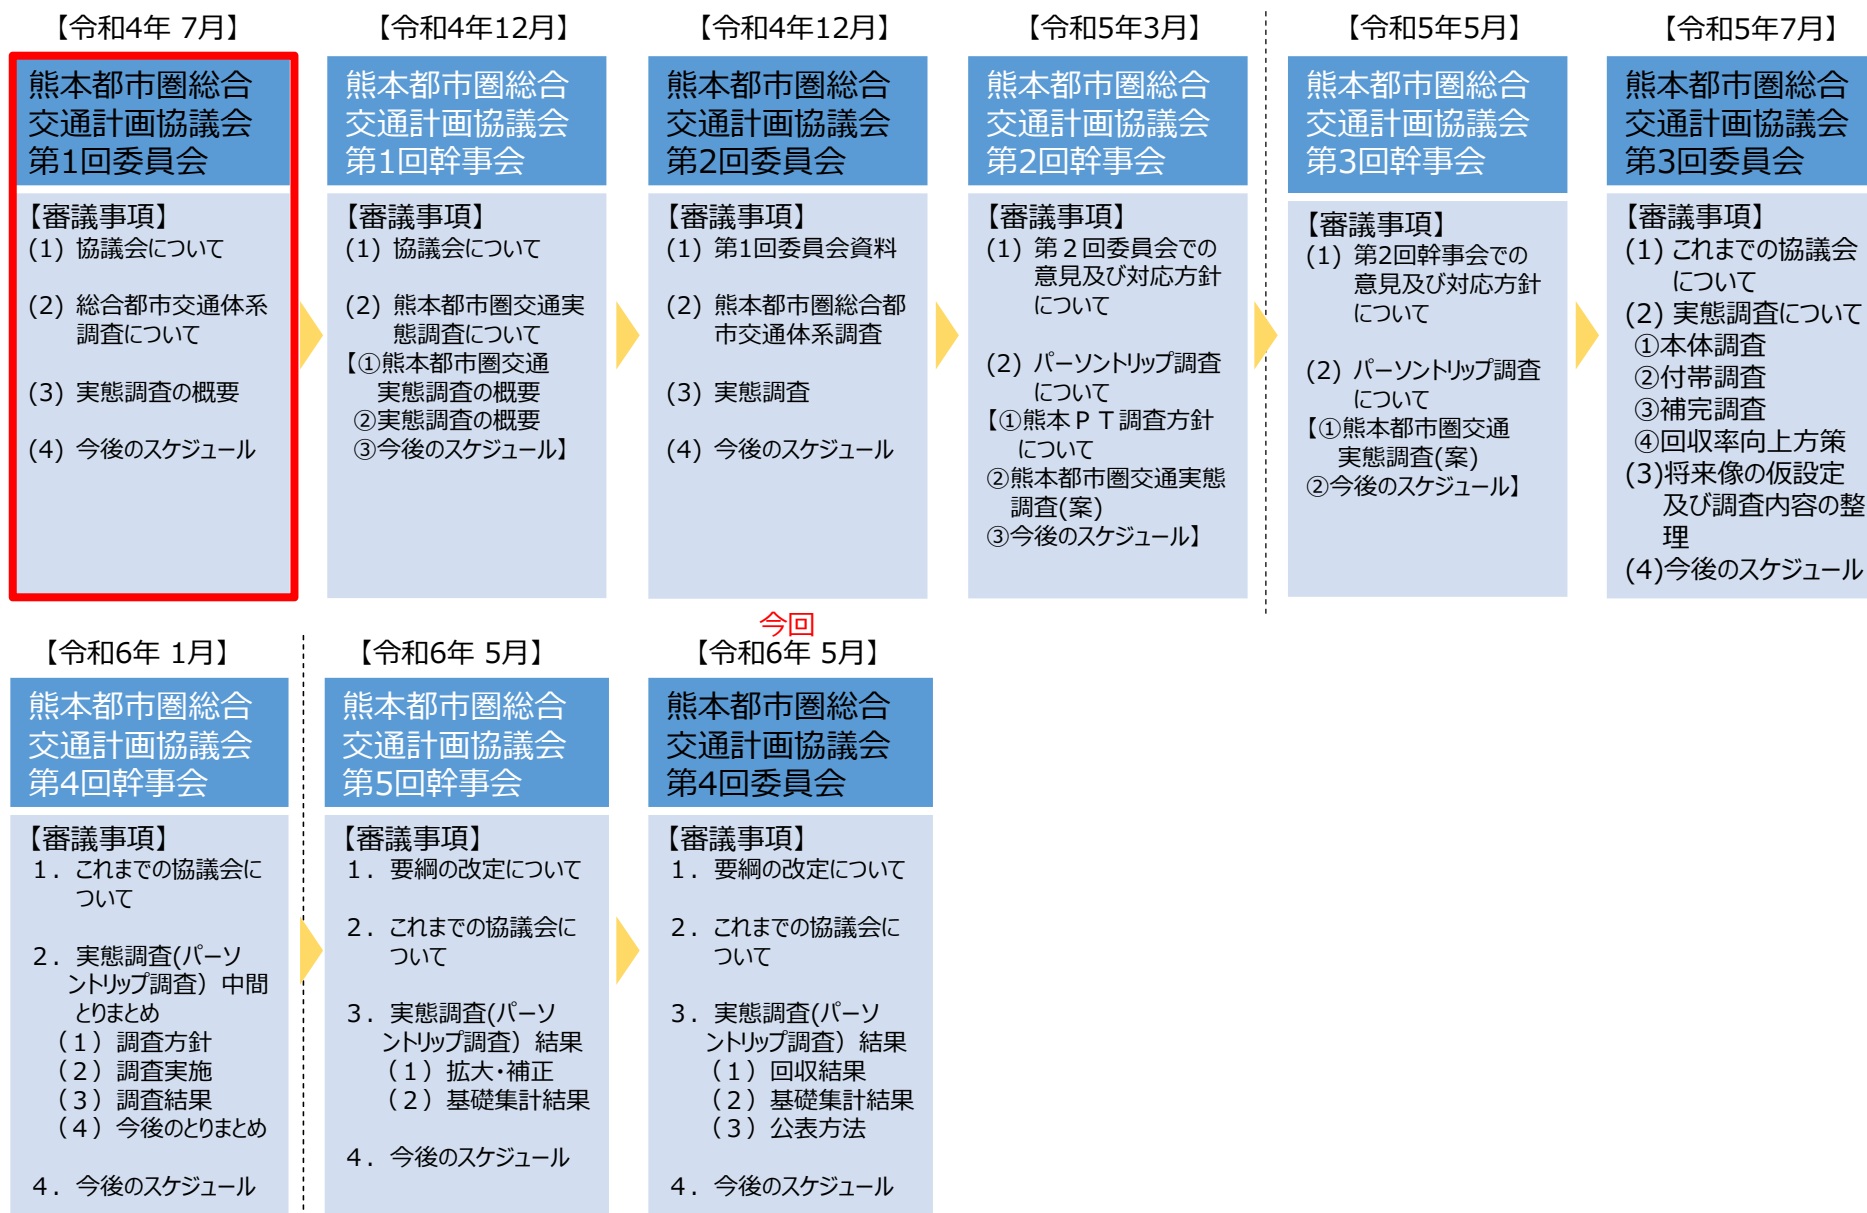 【令和4年 7月】
熊本都市圏総合
交通計画協議会
第1回委員会
【審議事項】
(1) 協議会について
(2) 総合都市交通体系
調査について
(3) 実態調査の概要
(4) 今後のスケジュール
【令和4年12月】
熊本都市圏総合
交通計画協議会
第1回幹事会
【審議事項】
(1) 協議会について
(2) 熊本都市圏交通実
態調査について
【①熊本都市圏交通
実態調査の概要
②実態調査の概要
③今後のスケジュール】
【令和4年12月】
熊本都市圏総合
交通計画協議会
第2回委員会
【審議事項】
(1) 第1回委員会資料
(2) 熊本都市圏総合都
市交通体系調査
(3) 実態調査
(4) 今後のスケジュール
【令和5年3月】
熊本都市圏総合
交通計画協議会
第2回幹事会
【審議事項】
(1) 第２回委員会での
意見及び対応方針
について
(2) パーソントリップ調査
について
【①熊本ＰＴ調査方針
について
②熊本都市圏交通実態
調査(案)
③今後のスケジュール】
【令和5年5月】
熊本都市圏総合
交通計画協議会
第3回幹事会
【審議事項】
(1) 第2回幹事会での
意見及び対応方針
について
(2) パーソントリップ調査
について
【①熊本都市圏交通
実態調査(案)
②今後のスケジュール】
【令和5年7月】
熊本都市圏総合
交通計画協議会
第3回委員会
【審議事項】
(1) これまでの協議会
について
(2) 実態調査について
①本体調査
②付帯調査
③補完調査
④回収率向上方策
(3)将来像の仮設定
及び調査内容の整
理
(4)今後のスケジュール
【令和6年 1月】
熊本都市圏総合
交通計画協議会
第4回幹事会
【審議事項】
１．これまでの協議会に
ついて
２．実態調査(パーソ
ントリップ調査）中間
とりまとめ
（１）調査方針
（２）調査実施
（３）調査結果
（４）今後のとりまとめ
４．今後のスケジュール
【令和6年 5月】
熊本都市圏総合
交通計画協議会
第5回幹事会
【審議事項】
１．要綱の改定について
２．これまでの協議会に
ついて
３．実態調査(パーソ
ントリップ調査）結果
（１）拡大・補正
（２）基礎集計結果
４．今後のスケジュール
今回
【令和6年 5月】
熊本都市圏総合
交通計画協議会
第4回委員会
【審議事項】
１．要綱の改定について
２．これまでの協議会に
ついて
３．実態調査(パーソ
ントリップ調査）結果
（１）回収結果
（２）基礎集計結果
（３）公表方法
４．今後のスケジュール